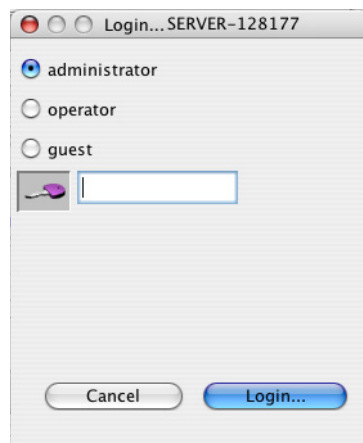 Login... SERVER-128177
administrator
operator
guest
Cancel Login...